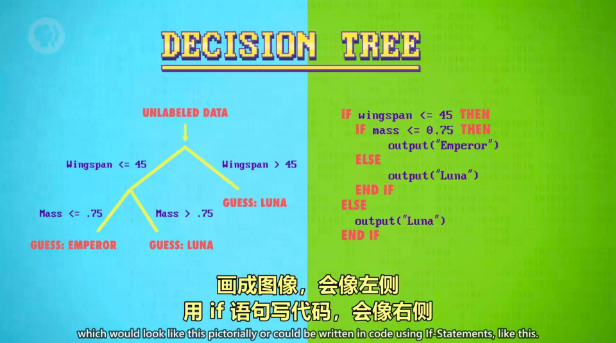 DECISION TREE
UNLABELED DATA
Wingspan <= 45
Wingspan > 45
GUESS: LUNA
Mass <= .75
Mass > .75
GUESS: EMPEROR
GUESS: LUNA
IF wingspan <= 45 THEN
IF mass <= 0.75 THEN
output("Emperor")
ELSE
output("Luna")
END IF
ELSE
output("Luna")
END IF
画成图像，会像左侧
用 if 语句写代码，会像右侧
which would look like this pictorially or could be written in code using If-Statements, like this.